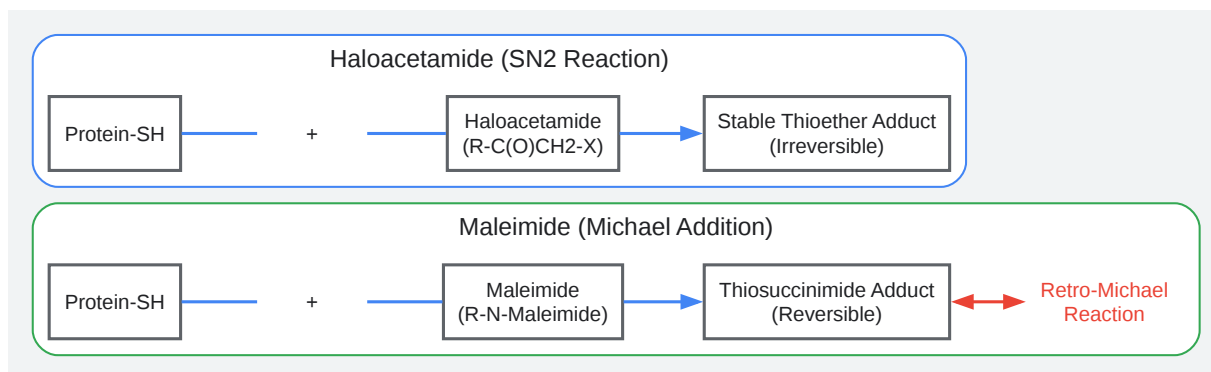 Haloacetamide (SN2 Reaction)
Protein-SH
+
Haloacetamide
(R-C(O)CH2-X)
Stable Thioether Adduct
(Irreversible)
Maleimide (Michael Addition)
Protein-SH
+
Maleimide
(R-N-Maleimide)
Thiosuccinimide Adduct
(Reversible)
Retro-Michael
Reaction